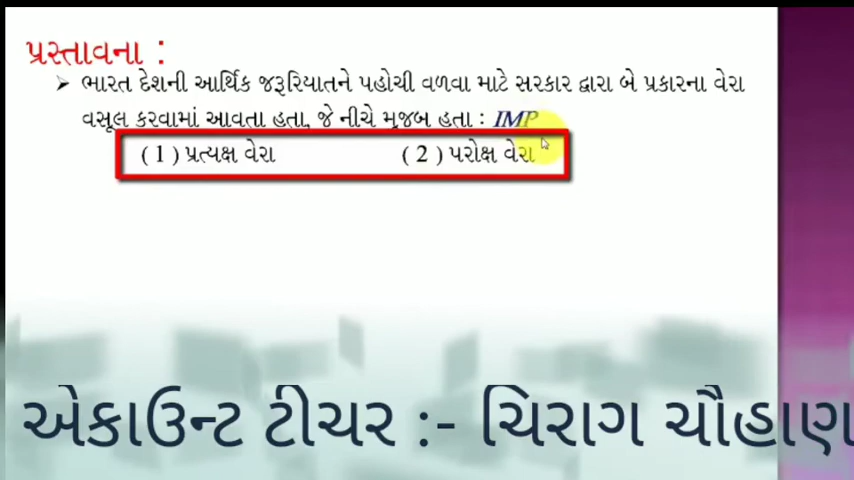 પ્રસ્તાવના :
➢ ભારત દેશની આર્થિક જરૂરિયાતને પહોચી વળવા માટે સરકાર દ્વારા બે પ્રકારના વેરા
વસૂલ કરવામાં આવતા હતા, જે નીચે મુજબ હતા : IMP
( 1 ) પ્રત્યક્ષ વેરા ( 2 ) પરોક્ષ વેરા
એકાઉન્ટ ટીચર :- ચિરાગ ચૌહાણ